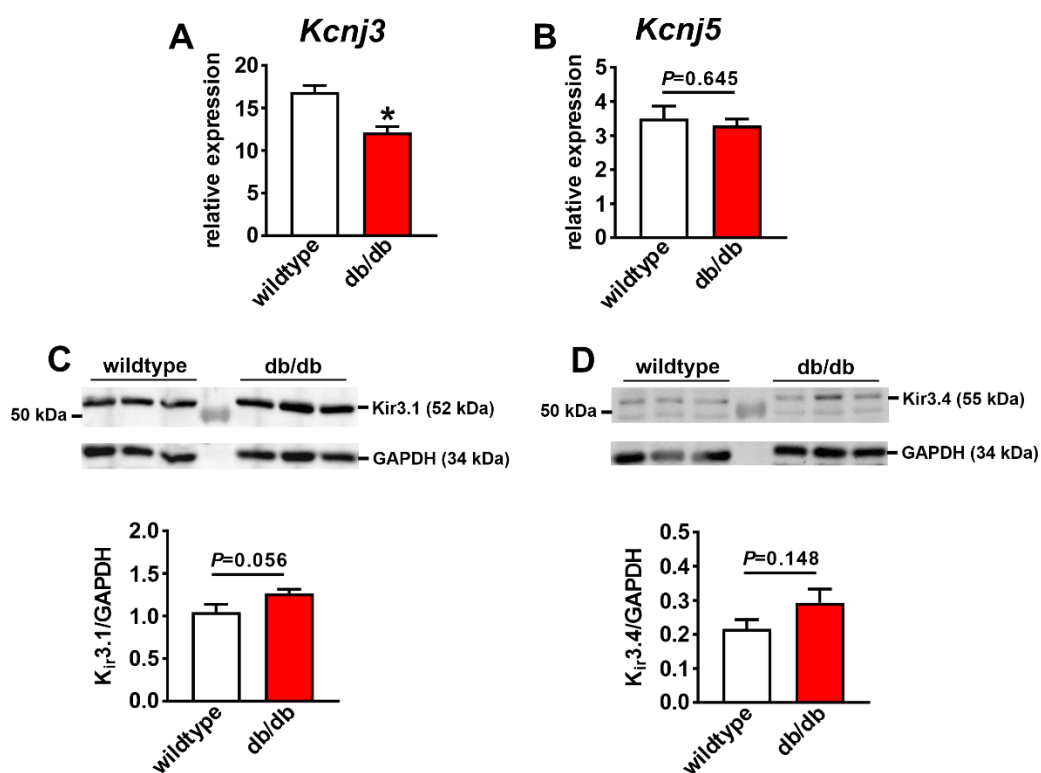 A
Kcnj3
relative expression
20
15
10
5
0
wildtype
db/db
*
B
Kcnj5
relative expression
5
4
3
2
1
0
P=0.645
wildtype
db/db
C
wildtype
db/db
50 kDa
Kir3.1 (52 kDa)
GAPDH (34 kDa)
Kir3.1/GAPDH
2.0
1.5
1.0
0.5
0.0
P=0.056
wildtype
db/db
D
wildtype
db/db
50 kDa
Kir3.4 (55 kDa)
GAPDH (34 kDa)
Kir3.4/GAPDH
0.5
0.4
0.3
0.2
0.1
0.0
P=0.148
wildtype
db/db